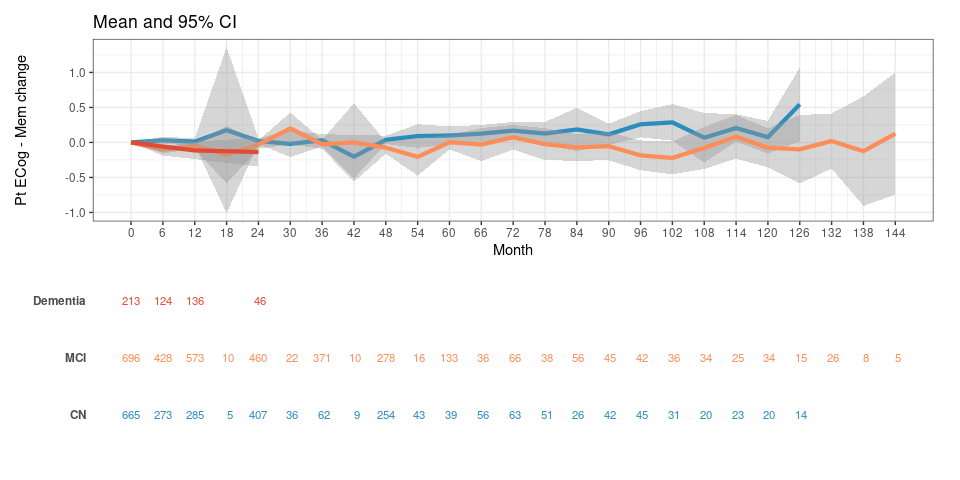 Mean and 95% CI
Pt ECog - Mem change
1.0
0.5
0.0
-0.5
-1.0
0 6 12 18 24 30 36 42 48 54 60 66 72 78 84 90 96 102 108 114 120 126 132 138 144
Month
Dementia 213 124 136 46
MCI 696 428 573 10 460 22 371 10 278 16 133 36 66 38 56 45 42 36 34 25 34 15 26 8 5
CN 665 273 285 5 407 36 62 9 254 43 39 56 63 51 26 42 45 31 20 23 20 14